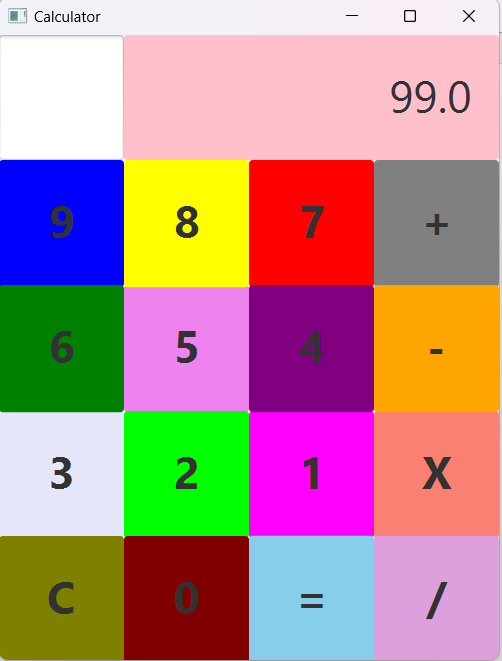 Calculator
99.0
9 8 7 +
6 5 4 -
3 2 1 X
C 0 = /